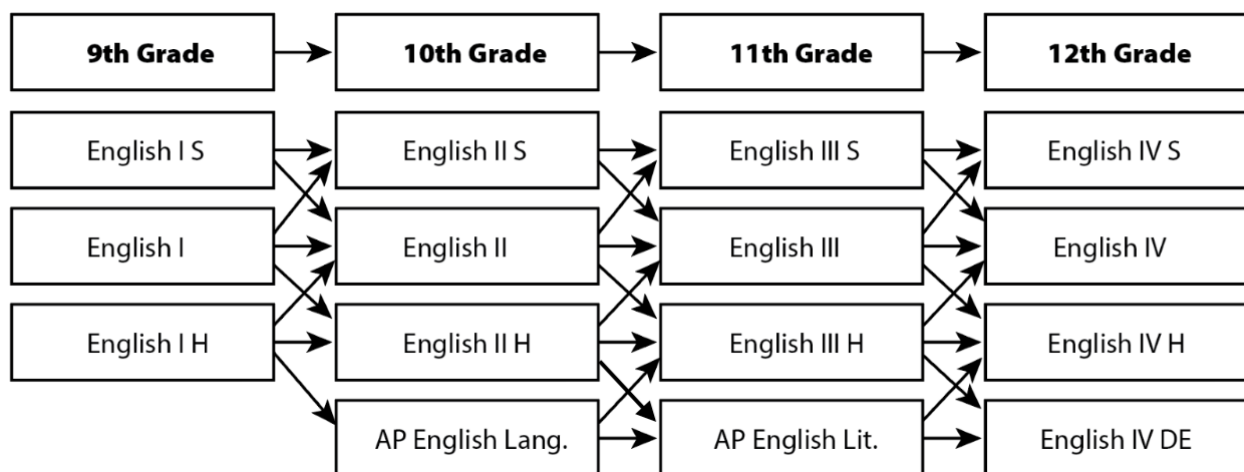 9th Grade
10th Grade
11th Grade
12th Grade
English I S
English II S
English III S
English IV S
English I
English II
English III
English IV
English I H
English II H
English III H
English IV H
AP English Lang.
AP English Lit.
English IV DE